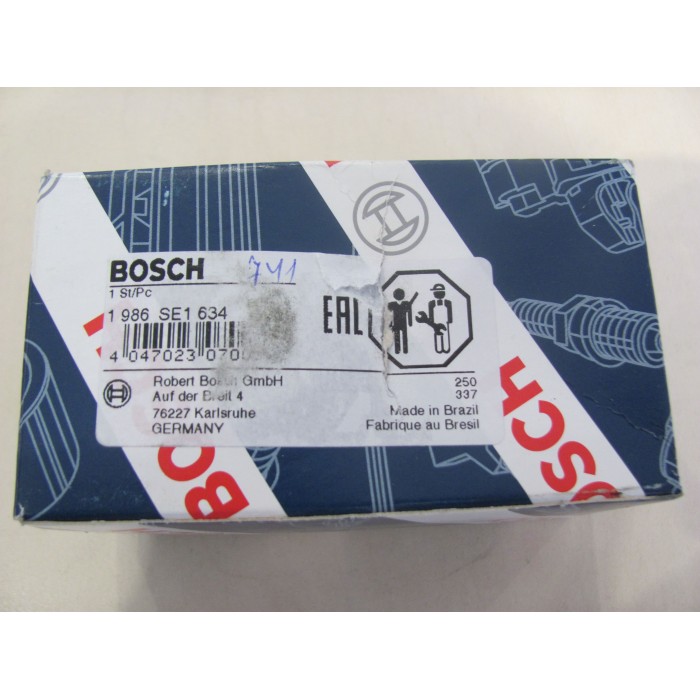 BOSCH 741
1 St/Pc
1 986 SE1 634
EAC
4 047023 070
Robert Bosch GmbH
Auf der Breit 4
76227 Karlsruhe
GERMANY
250
337
Made in Brazil
Fabrique au Bresil
BOSCH
BOSCH